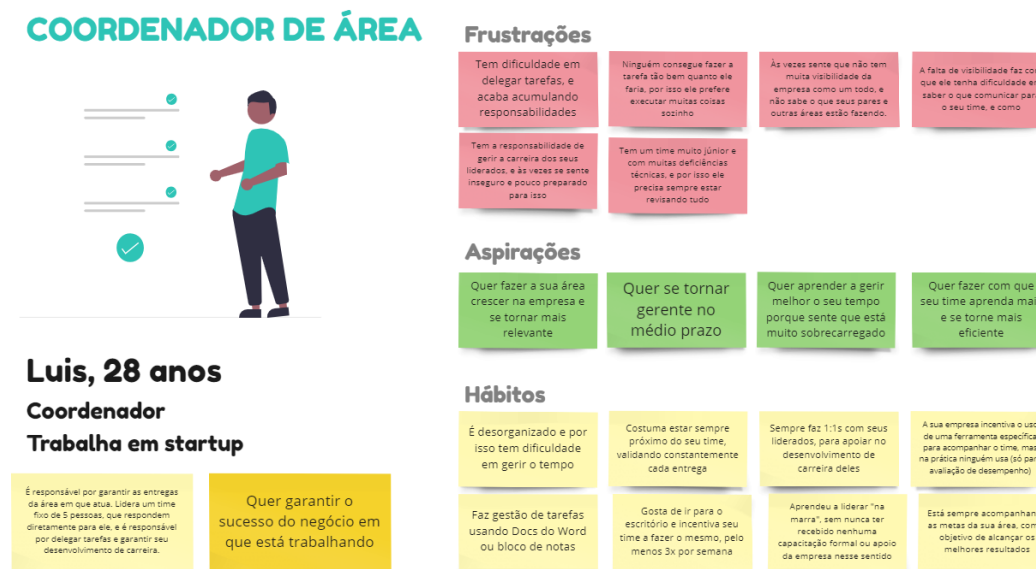 COORDENADOR DE ÁREA
Luis, 28 anos
Coordenador
Trabalha em startup
É responsável por garantir as entregas
da área em que atua. Lidera um time
fixo de 5 pessoas, que respondem
diretamente para ele, e é responsável
por delegar tarefas e garantir seu
desenvolvimento de carreira.
Quer garantir o
sucesso do negócio em
que está trabalhando
Frustrações
Tem dificuldade em
delegar tarefas, e
acaba acumulando
responsabilidades
Ninguém consegue fazer a
tarefa tão bem quanto ele
faria, por isso ele prefere
executar muitas coisas
sozinho
Às vezes sente que não tem
muita visibilidade da
empresa como um todo, e
não sabe o que seus pares e
outras áreas estão fazendo.
A falta de visibilidade faz
que ele tenha dificuldade
saber o que comunicar
o seu time, e como
Tem a responsabilidade de
gerir a carreira dos seus
liderados, e às vezes se sente
inseguro e pouco preparado
para isso
Tem um time muito júnior e
com muitas deficiências
técnicas, e por isso ele
precisa sempre estar
revisando tudo
Aspirações
Quer fazer a sua área
crescer na empresa e
se tornar mais
relevante
Quer se tornar
gerente no
médio prazo
Quer aprender a gerir
melhor o seu tempo
porque sente que está
muito sobrecarregado
Quer fazer com que
seu time aprenda
e se torne mais
eficiente
Hábitos
É desorganizado e por
isso tem dificuldade
em gerir o tempo
Costuma estar sempre
próximo do seu time,
validando constantemente
cada entrega
Sempre faz 1:1s com seus
liderados, para apoiar no
desenvolvimento de
carreira deles
A sua empresa incentiva o uso
de uma ferramenta específica
para acompanhar o time, mas
na prática ninguém usa (só
avaliação de desempenho)
Faz gestão de tarefas
usando Docs do Word
ou bloco de notas
Gosta de ir para o
escritório e incentiva seu
time a fazer o mesmo, pelo
menos 3x por semana
Aprendeu a liderar "na
marra", sem nunca ter
recebido nenhuma
capacitação formal ou apoio
da empresa nesse sentido
Está sempre
as metas da sua área,
objetivo de alcançar os
melhores resultados